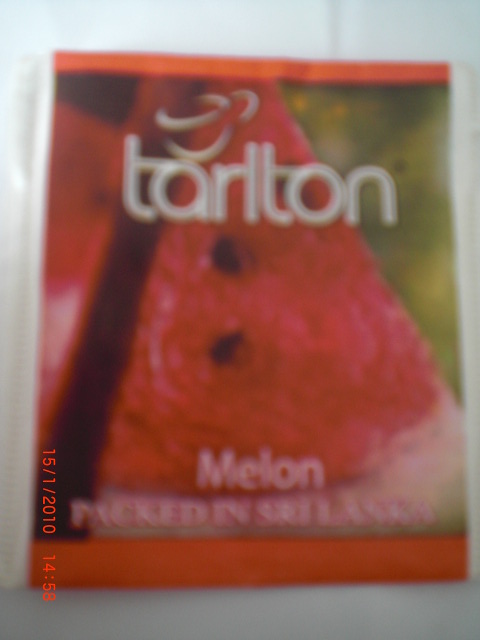 tarlton
Melon
PACKED IN SRI LANKA
15/1/2010 14:58